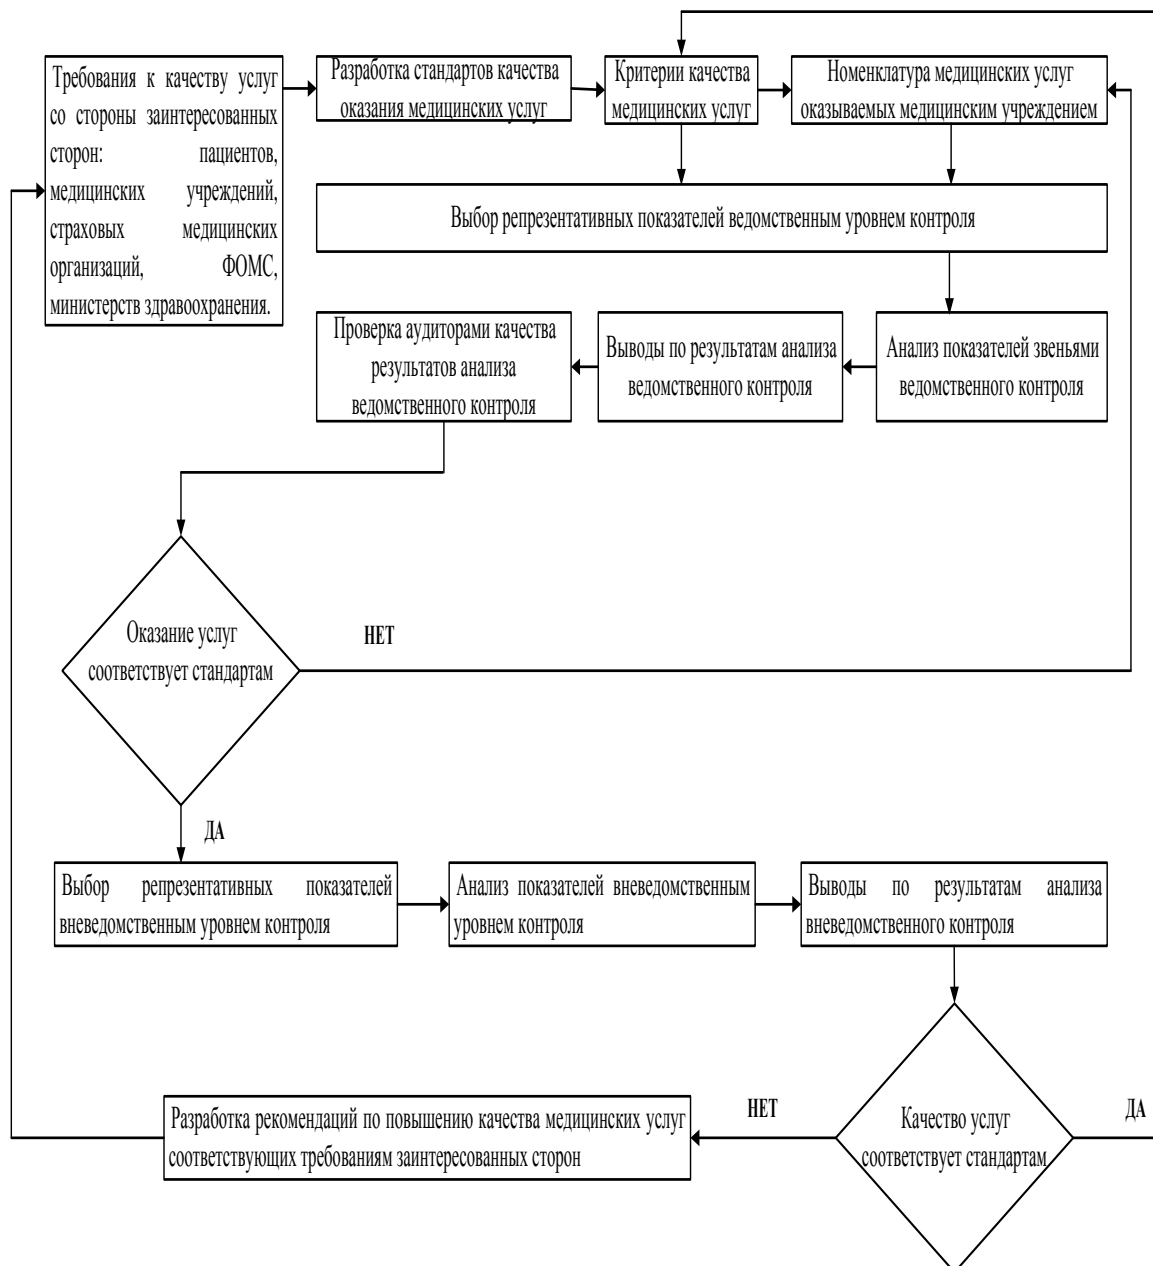 Требования к качеству услуг
со стороны заинтересованных
сторон: пациентов,
медицинских учреждений,
страховых медицинских
организаций, ФОМС,
министерств здравоохранения.
Разработка стандартов качества
оказания медицинских услуг
Критерии качества
медицинских услуг
Номенклатура медицинских услуг
оказываемых медицинским учреждением
Выбор репрезентативных показателей ведомственным уровнем контроля
Проверка аудиторами качества
результатов анализа
ведомственного контроля
Выводы по результатам анализа
ведомственного контроля
Анализ показателей звеньями
ведомственного контроля
Оказание услуг
соответствует стандартам
НЕТ
ДА
Выбор репрезентативных показателей
вневедомственным уровнем контроля
Анализ показателей вневедомственным
уровнем контроля
Выводы по результатам анализа
вневедомственного контроля
Разработка рекомендаций по повышению качества медицинских услуг
соответствующих требованиям заинтересованных сторон
НЕТ
Качество услуг
соответствует стандартам
ДА